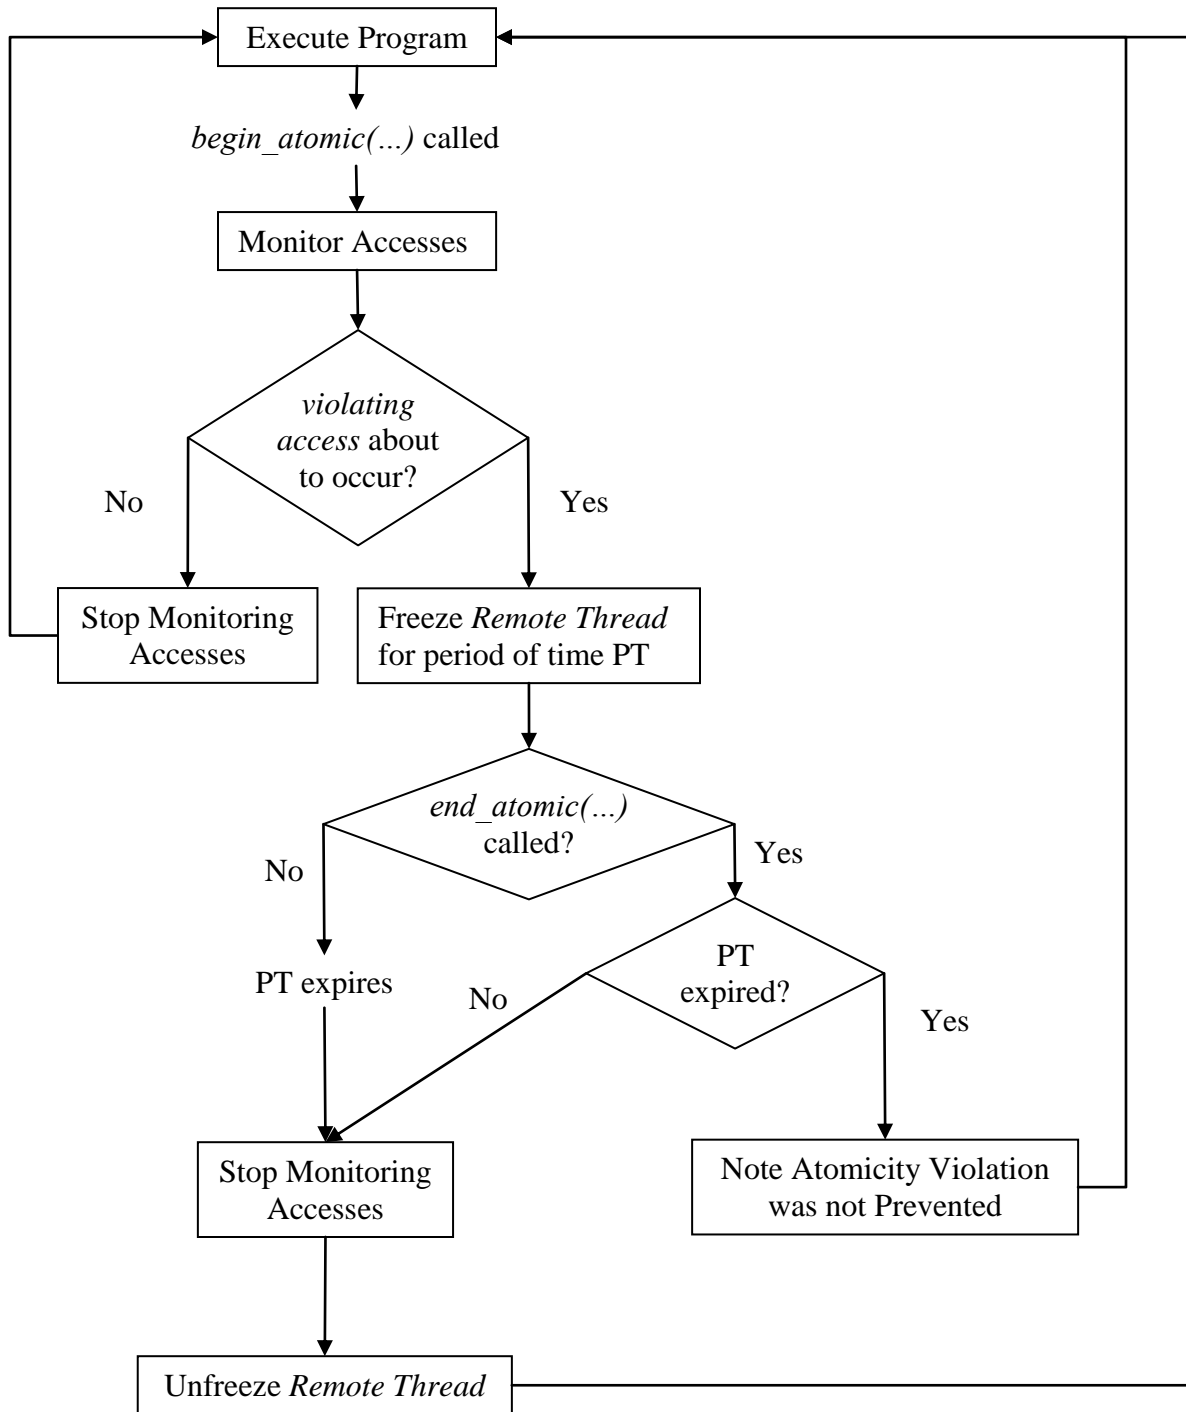 Execute Program
begin_atomic(...) called
Monitor Accesses
violating
access about
to occur?
No
Yes
Stop Monitoring
Accesses
Freeze Remote Thread
for period of time PT
end_atomic(...)
called?
No
Yes
PT expires
PT
expired?
No
Yes
Stop Monitoring
Accesses
Note Atomicity Violation
was not Prevented
Unfreeze Remote Thread